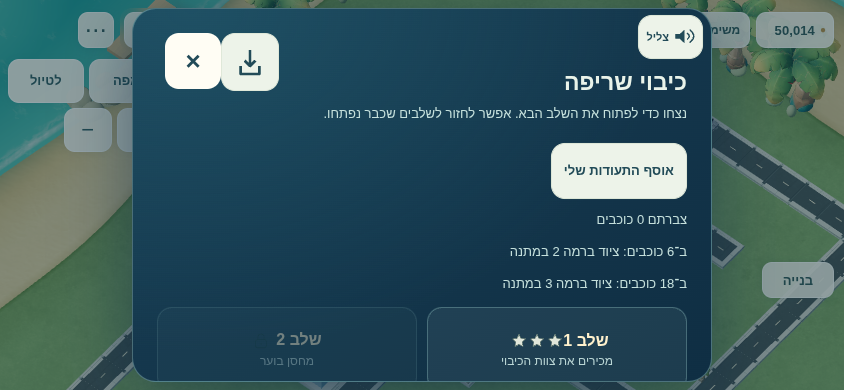 צליל
כיבוי שריפה
נצחו כדי לפתוח את השלב הבא. אפשר לחזור לשלבים שכבר נפתחו.
אוסף התעודות שלי
צברתם 0 כוכבים
ב־6 כוכבים: ציוד ברמה 2 במתנה
ב־18 כוכבים: ציוד ברמה 3 במתנה
שלב 1
מכירים את צוות הכיבוי
שלב 2
מחסן בוער
50,014
לטיול
בנייה